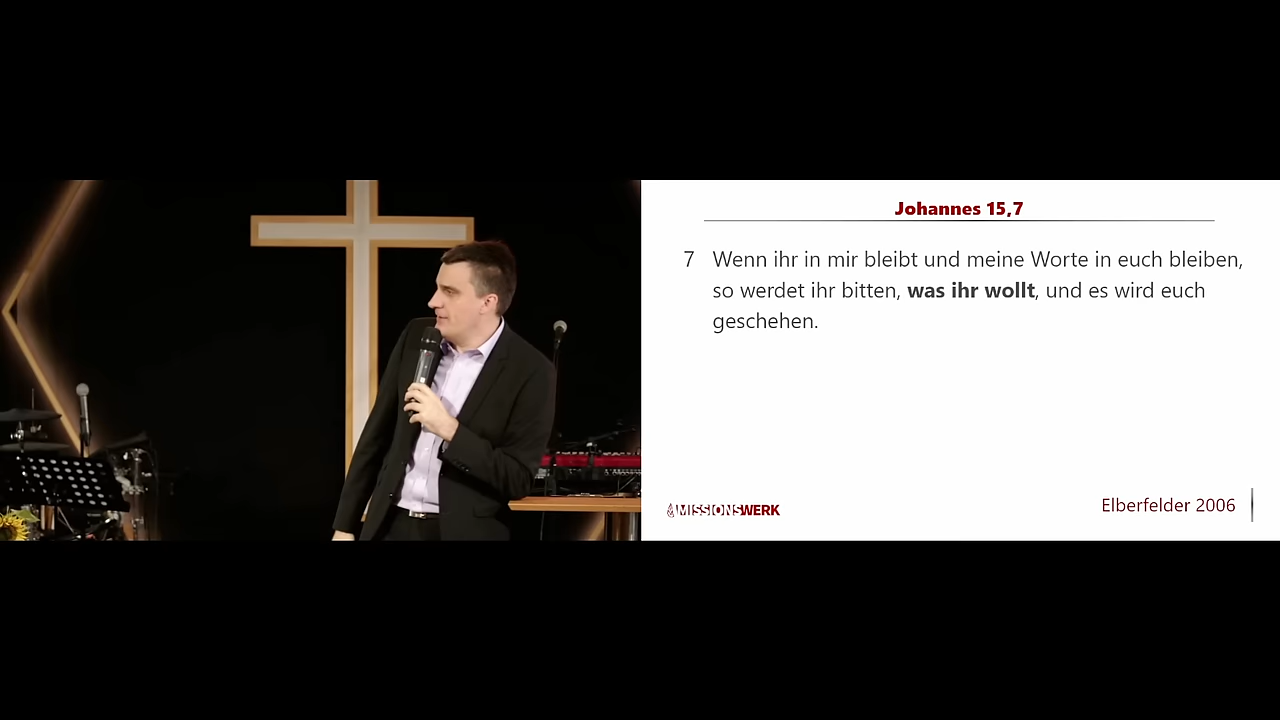 Johannes 15,7
7 Wenn ihr in mir bleibt und meine Worte in euch bleiben,
so werdet ihr bitten, was ihr wollt, und es wird euch
geschehen.
MISSIONSWERK
Elberfelder 2006